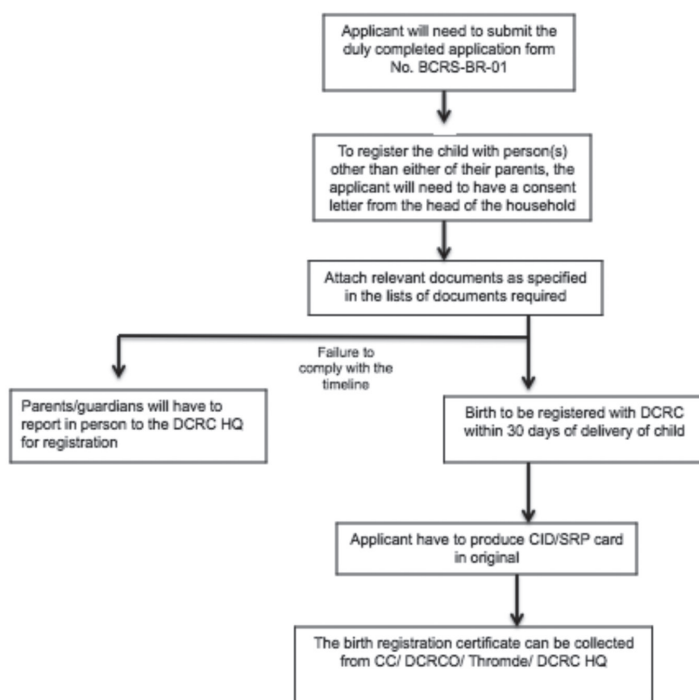 Applicant will need to submit the
duly completed application form
No. BCRS-BR-01
To register the child with person(s)
other than either of their parents, the
applicant will need to have a consent
letter from the head of the household
Attach relevant documents as specified
in the lists of documents required
Failure to
comply with the
timeline
Parents/guardians will have to
report in person to the DCRC HQ
for registration
Birth to be registered with DCRC
within 30 days of delivery of child
Applicant have to produce CID/SRP card
in original
The birth registration certificate can be collected
from CC/ DCRCO/ Thromde/ DCRC HQ